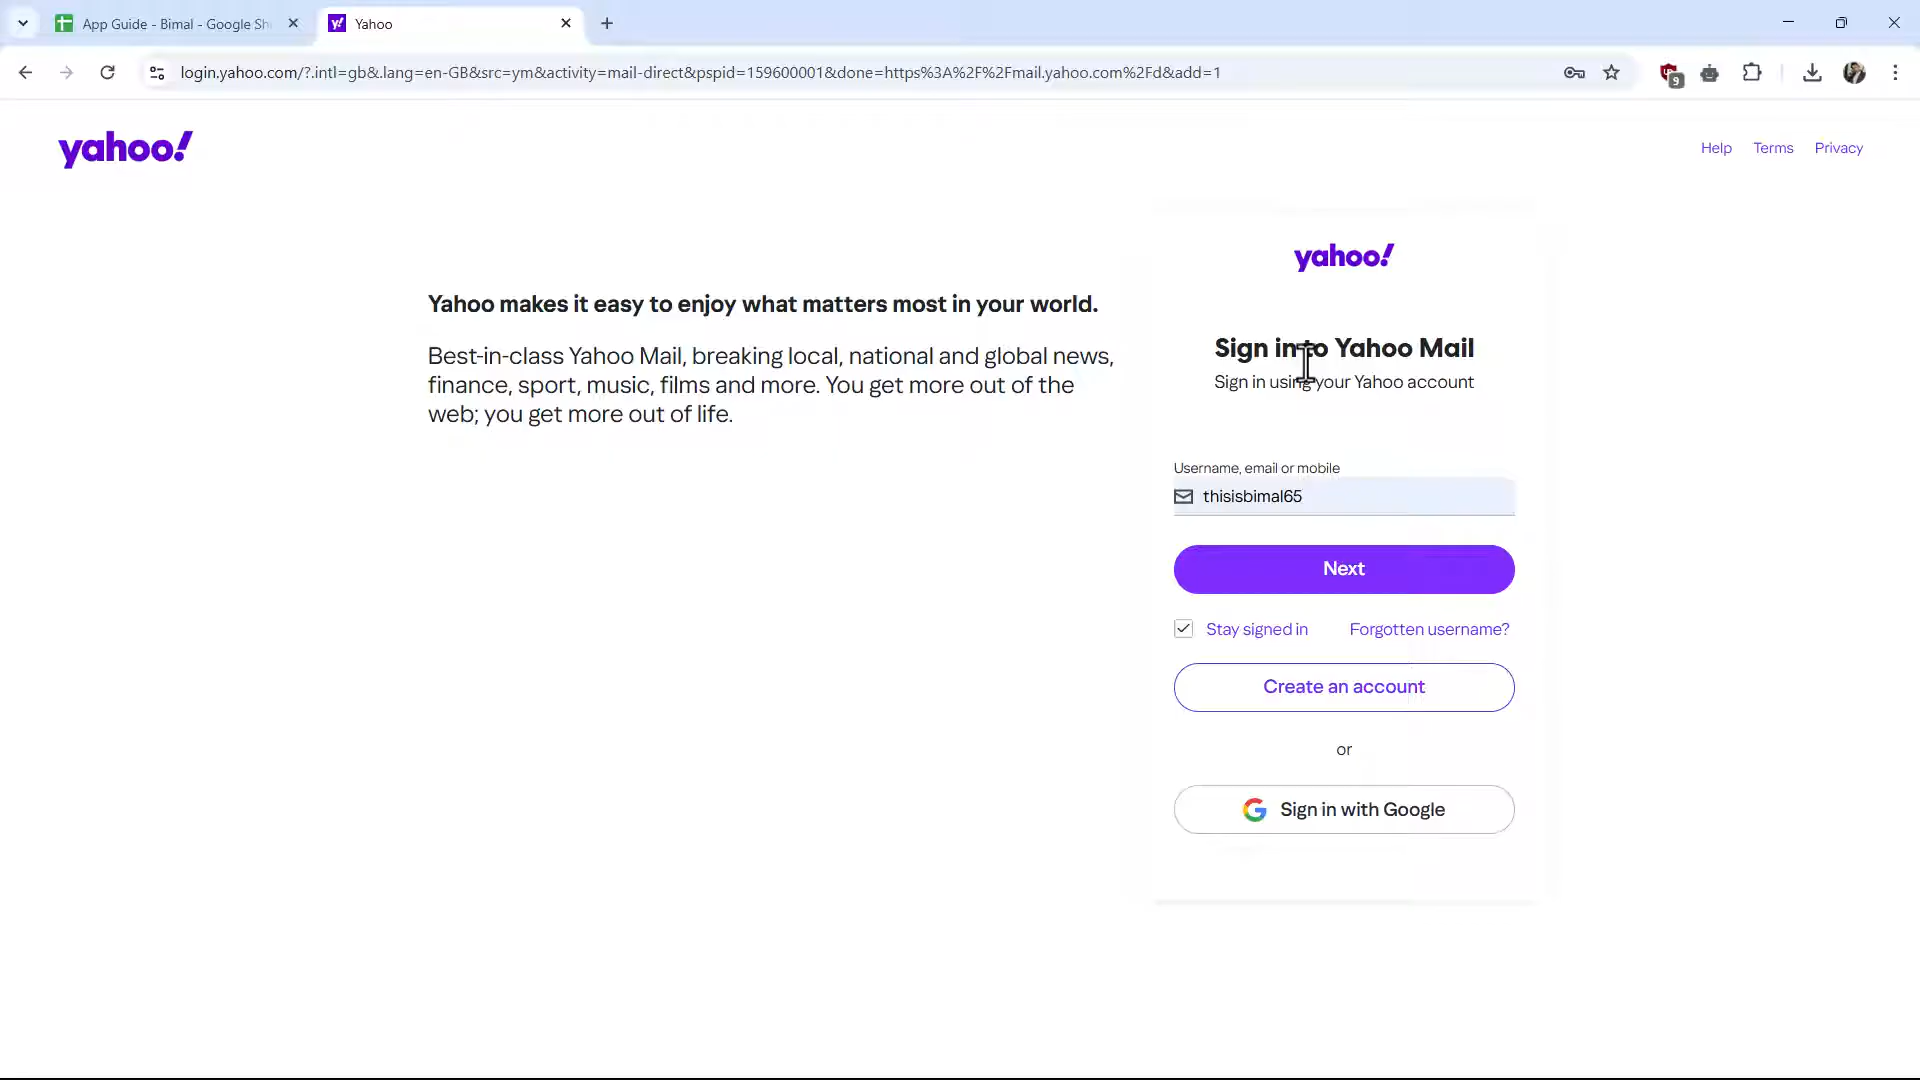 App Guide - Bimal - Google Sh
Yahoo
login.yahoo.com/?.intl=gb&.lang=en-GB&src=ym&activity=mail-direct&pspid=159600001&done=https%3A%2F%2Fmail.yahoo.com%2Fd&add=1
9
yahoo!
Help Terms Privacy
yahoo!
Yahoo makes it easy to enjoy what matters most in your world.
Best-in-class Yahoo Mail, breaking local, national and global news,
finance, sport, music, films and more. You get more out of the
web; you get more out of life.
Sign in to Yahoo Mail
Sign in using your Yahoo account
Username, email or mobile
thisisbimal65
Next
Stay signed in Forgotten username?
Create an account
or
Sign in with Google